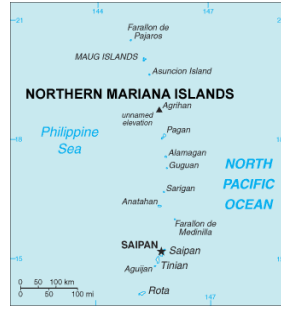 144
147
21
Farallon de
Pajaros
MAUG ISLANDS
Asuncion Island
NORTHERN MARIANA ISLANDS
Agrihan
unnamed
elevation
Philippine
Sea
18
Pagan
Alamagan
Guguan
NORTH
PACIFIC
OCEAN
Sarigan
Anatahan
Farallon de
Medinilla
SAIPAN
Saipan
15
Tinian
Aguijan
0 50 100 km
0 50 100 mi
Rota
147